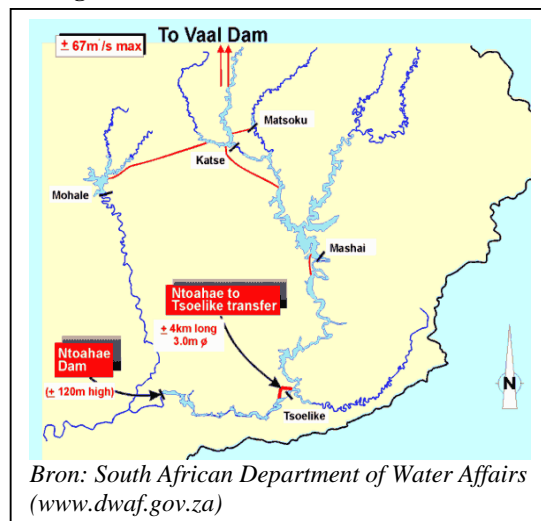 To Vaal Dam
± 67m³/s max
Matsoku
Katse
Mohale
Mashai
Ntoahae to
Tsoelike transfer
± 4km long
3.0m ø
Ntoahae
Dam
(± 120m high)
Tsoelike
N
Bron: South African Department of Water Affairs
(www.dwaf.gov.za)